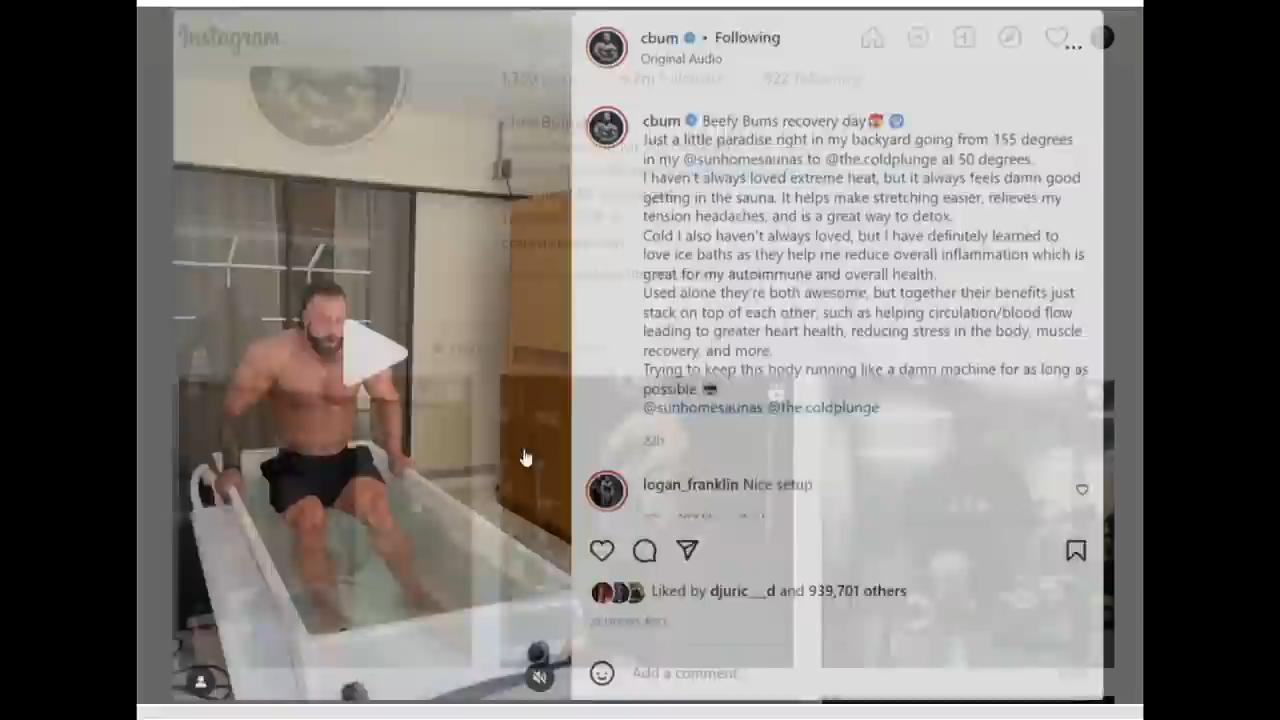 Instagram
cbum • Following
Original Audio
cbum Beefy Bums recovery day
Just a little paradise right in my backyard going from 155 degrees
in my @sunhomesaunas to @the.coldplunge at 50 degrees.
I haven't always loved extreme heat, but it always feels damn good
getting in the sauna. It helps make stretching easier, relieves my
tension headaches, and is a great way to detox.
Cold I also haven't always loved, but I have definitely learned to
love ice baths as they help me reduce overall inflammation which is
great for my autoimmune and overall health.
Used alone they're both awesome, but together their benefits just
stack on top of each other, such as helping circulation/blood flow
leading to greater heart health, reducing stress in the body, muscle
recovery, and more.
Trying to keep this body running like a damn machine for as long as
possible
@sunhomesaunas @the.coldplunge
922 following
logan_franklin Nice setup
Liked by djuric__d and 939,701 others
Add a comment...